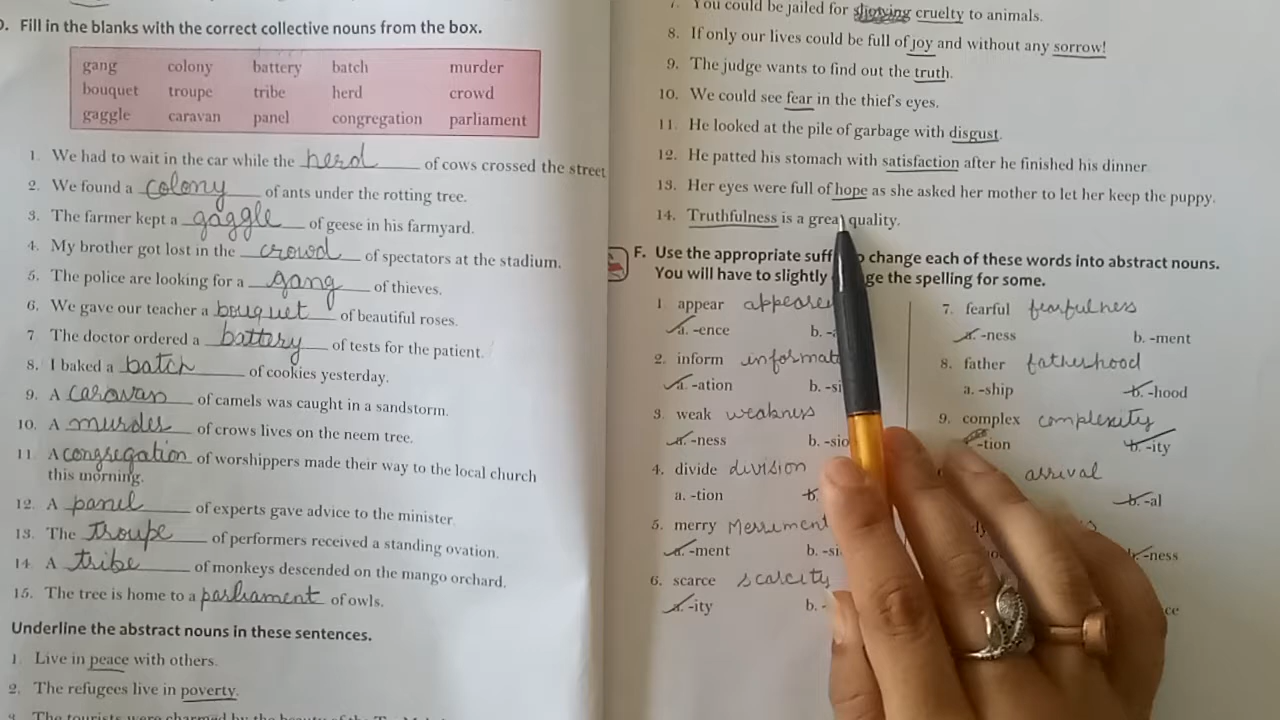 D. Fill in the blanks with the correct collective nouns from the box.
gang colony battery batch murder
bouquet troupe tribe herd crowd
gaggle caravan panel congregation parliament
1. We had to wait in the car while the herd of cows crossed the street
2. We found a colony of ants under the rotting tree.
3. The farmer kept a gaggle of geese in his farmyard.
4. My brother got lost in the crowd of spectators at the stadium.
5. The police are looking for a gang of thieves.
6. We gave our teacher a bouquet of beautiful roses.
7 The doctor ordered a battery of tests for the patient.
8. I baked a batch of cookies yesterday.
9. A caravan of camels was caught in a sandstorm.
10. A murder of crows lives on the neem tree.
11. A congregation of worshippers made their way to the local church
this morning.
12. A panel of experts gave advice to the minister.
13. The troupe of performers received a standing ovation.
14 A tribe of monkeys descended on the mango orchard.
15. The tree is home to a parliament of owls.
Underline the abstract nouns in these sentences.
1. Live in peace with others.
2. The refugees live in poverty.
7. You could be jailed for showing cruelty to animals.
8. If only our lives could be full of joy and without any sorrow!
9. The judge wants to find out the truth.
10. We could see fear in the thief's eyes.
11. He looked at the pile of garbage with disgust.
12. He patted his stomach with satisfaction after he finished his dinner
13. Her eyes were full of hope as she asked her mother to let her keep the puppy.
14. Truthfulness is a great quality.
F. Use the appropriate suff change each of these words into abstract nouns.
You will have to slightly ge the spelling for some.
1. appear appearen
a. -ence b. -
2. inform informat
a. -ation b. -si
3. weak weakness
a. -ness b. -sio
4. divide division
a. -tion b.
5. merry Merriment
a. -ment b. -si
6. scarce scarcity
a. -ity b. -
7. fearful fearfulness
a. -ness b. -ment
8. father fatherhood
a. -ship b. -hood
9. complex complexity
-tion b. -ity
arrival
b. -al
b. -ness
ce